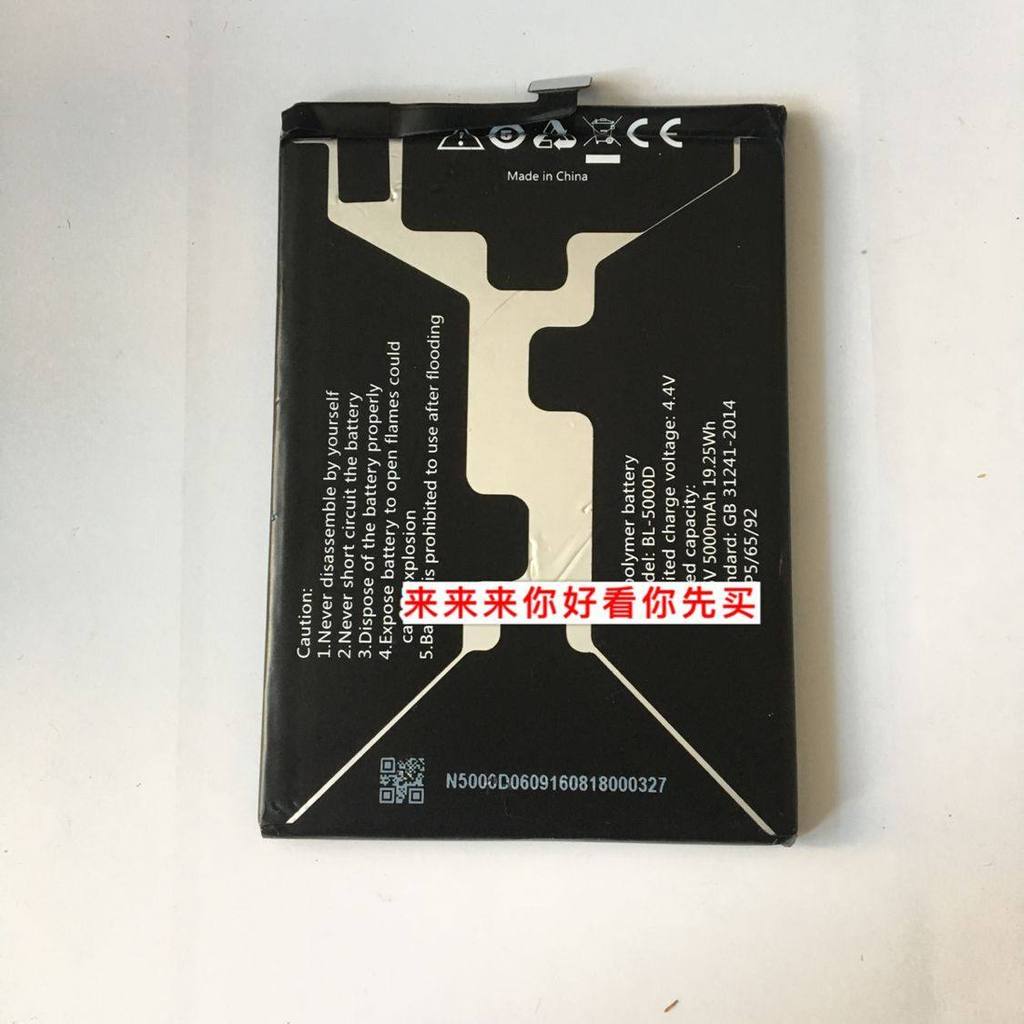 CE
Made in China
Caution:
1.Never disassemble by yourself
2.Never short circuit the battery
3.Dispose of the battery properly
4.Expose battery to open flames could
explosion
5.Ba is prohibited to use after flooding
polymer battery
del: BL-5000D
ited charge voltage: 4.4V
ed capacity:
V 5000mAh 19.25Wh
ndard: GB 31241-2014
P5/65/92
来来来你好看你先买
N5000D0609160818000327